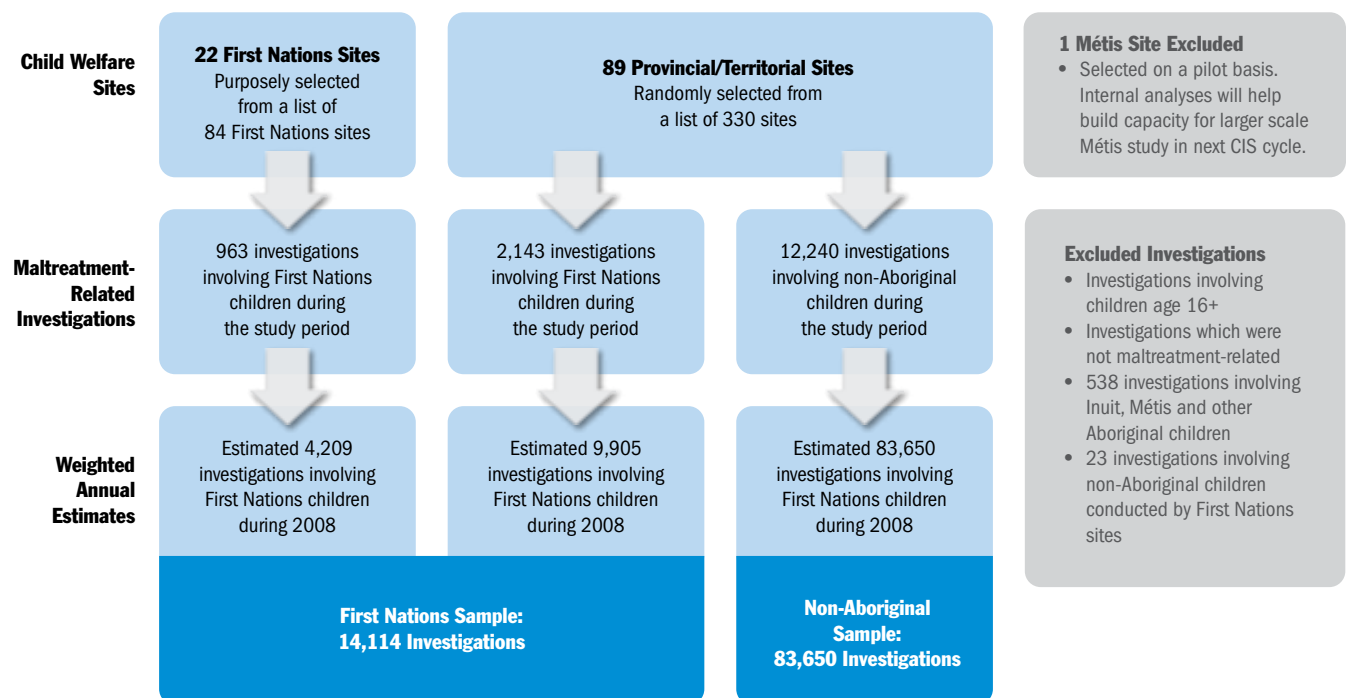 Child Welfare
Sites
22 First Nations Sites
Purposely selected
from a list of
84 First Nations sites
89 Provincial/Territorial Sites
Randomly selected from
a list of 330 sites
1 Métis Site Excluded
• Selected on a pilot basis.
Internal analyses will help
build capacity for larger scale
Métis study in next CIS cycle.
Maltreatment-
Related
Investigations
963 investigations
involving First Nations
children during
the study period
2,143 investigations
involving First Nations
children during
the study period
12,240 investigations
involving non-Aboriginal
children during
the study period
Excluded Investigations
• Investigations involving
children age 16+
• Investigations which were
not maltreatment-related
• 538 investigations involving
Inuit, Métis and other
Aboriginal children
• 23 investigations involving
non-Aboriginal children
conducted by First Nations
sites
Weighted
Annual
Estimates
Estimated 4,209
investigations involving
First Nations children
during 2008
Estimated 9,905
investigations involving
First Nations children
during 2008
Estimated 83,650
investigations involving
First Nations children
during 2008
First Nations Sample:
14,114 Investigations
Non-Aboriginal
Sample:
83,650 Investigations